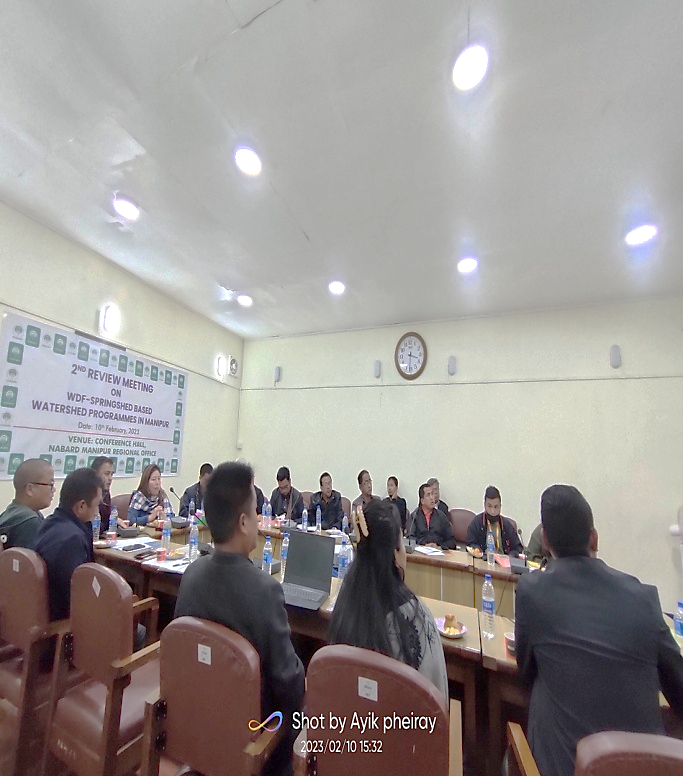 2ND REVIEW MEETING
ON
WDF-SPRINGSHED BASED
WATERSHED PROGRAMMES IN MANIPUR
Date: 10th February, 2023
VENUE: CONFERENCE HALL,
NABARD MANIPUR REGIONAL OFFICE
Shot by Ayik pheiray
2023/02/10 15:32